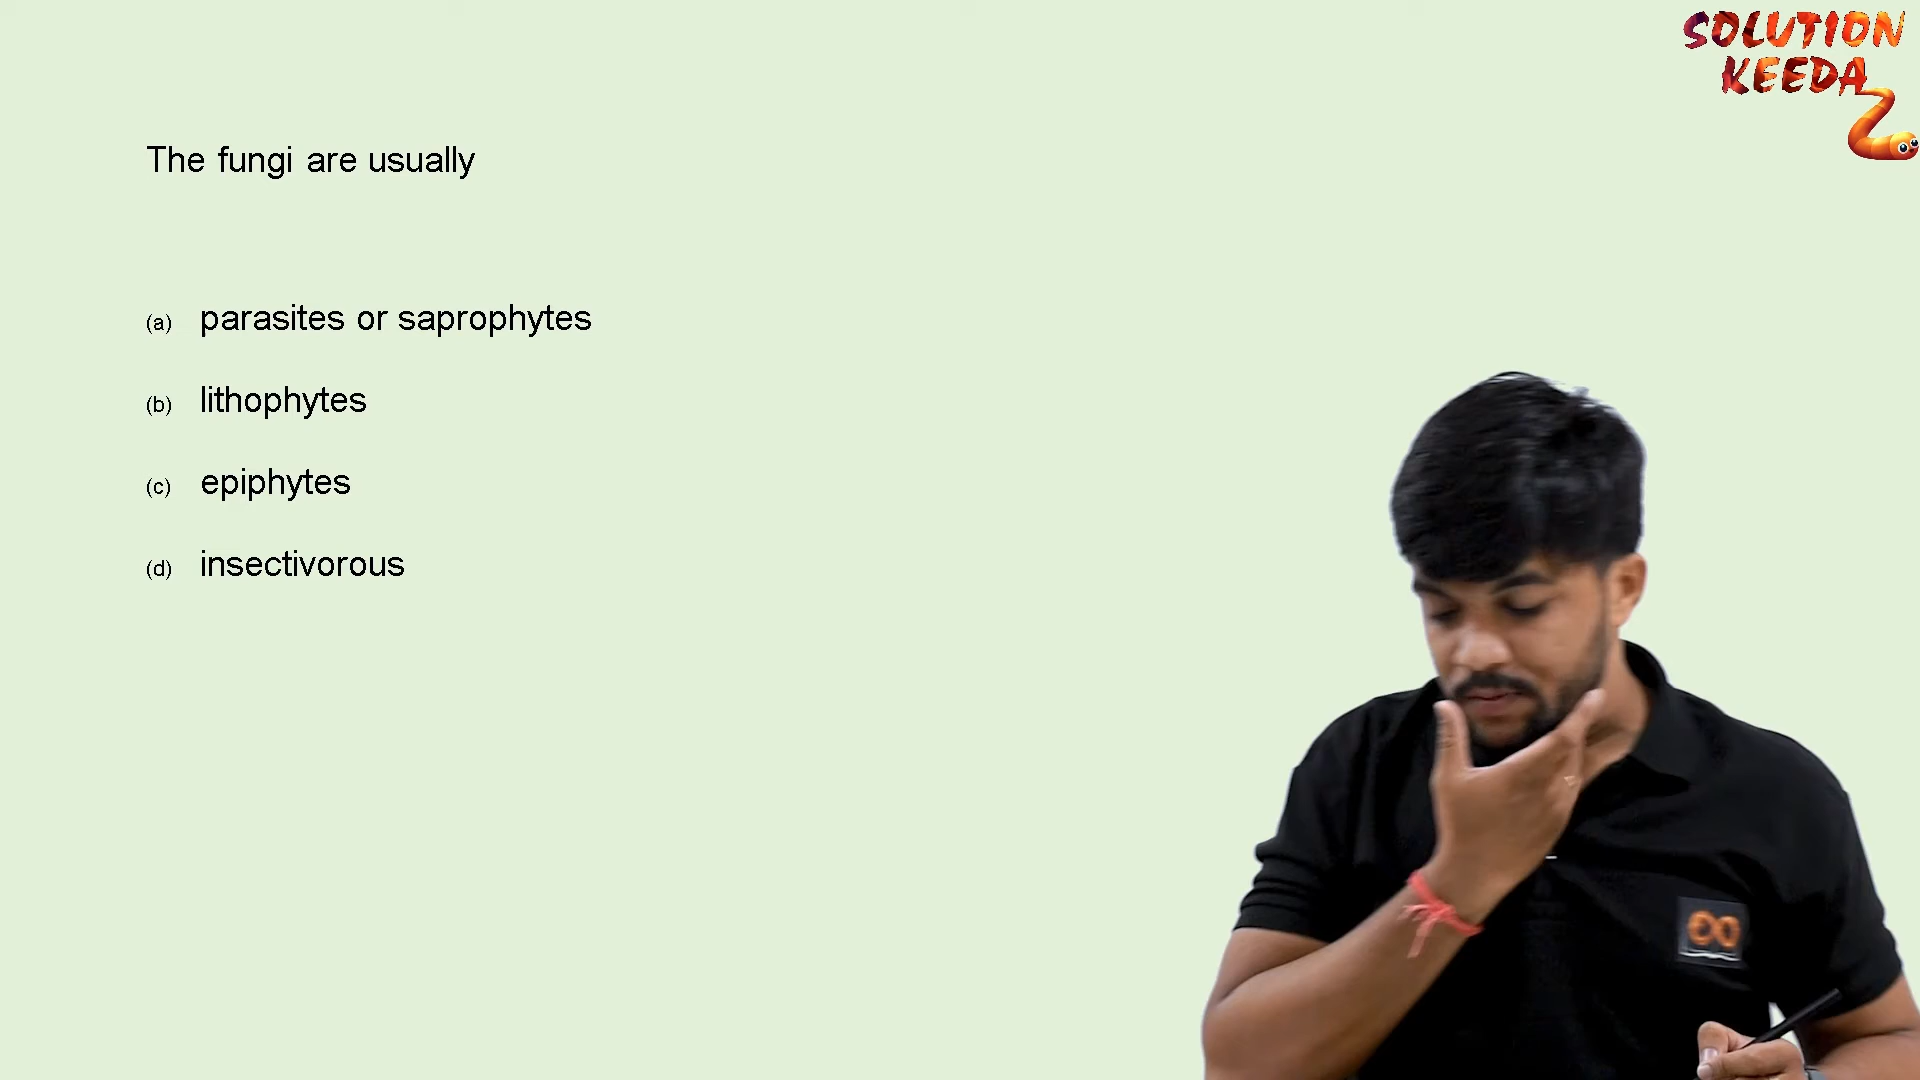 SOLUTION
KEEDA
The fungi are usually
(a) parasites or saprophytes
(b) lithophytes
(c) epiphytes
(d) insectivorous